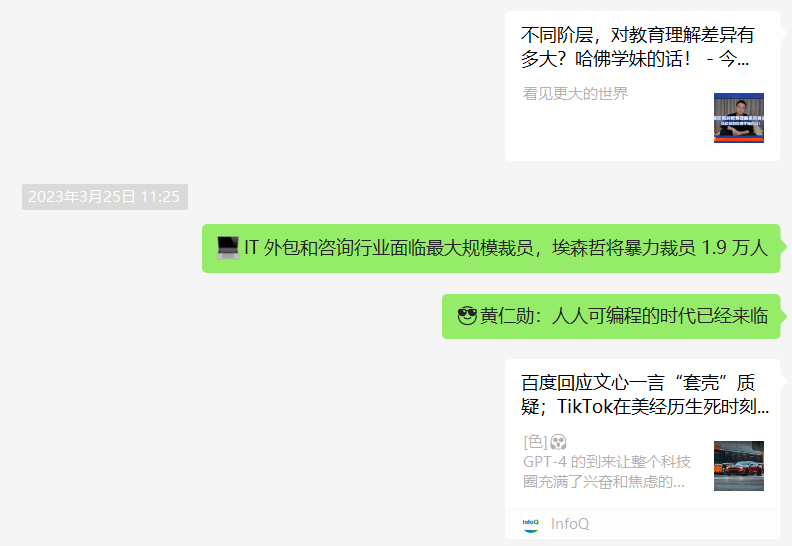 不同阶层，对教育理解差异有
多大？哈佛学妹的话！ - 今...
看见更大的世界
2023年3月25日 11:25
💻 IT 外包和咨询行业面临最大规模裁员，埃森哲将暴力裁员 1.9 万人
😎黄仁勋：人人可编程的时代已经来临
百度回应文心一言“套壳”质
疑；TikTok在美经历生死时刻...
[色]💀
GPT-4 的到来让整个科技
圈充满了兴奋和焦虑的...
InfoQ
InfoQ